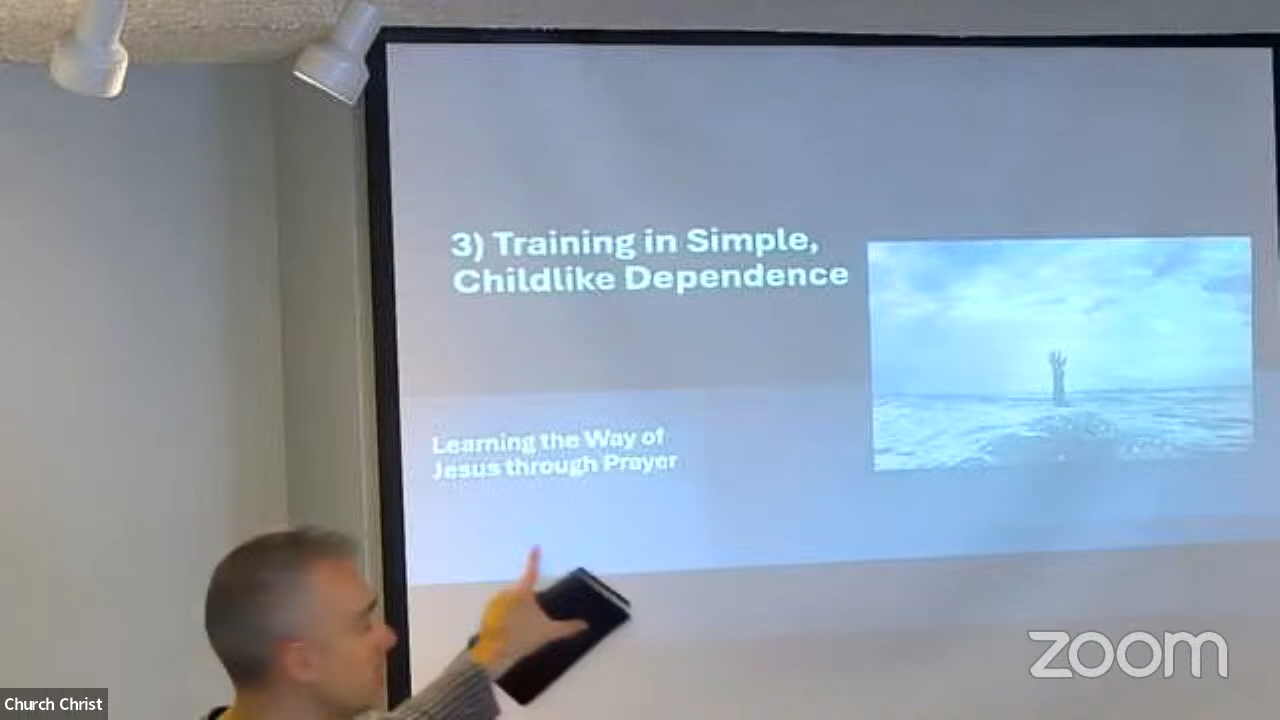 3) Training in Simple,
Childlike Dependence
Learning the Way of
Jesus through Prayer
zoom
Church Christ